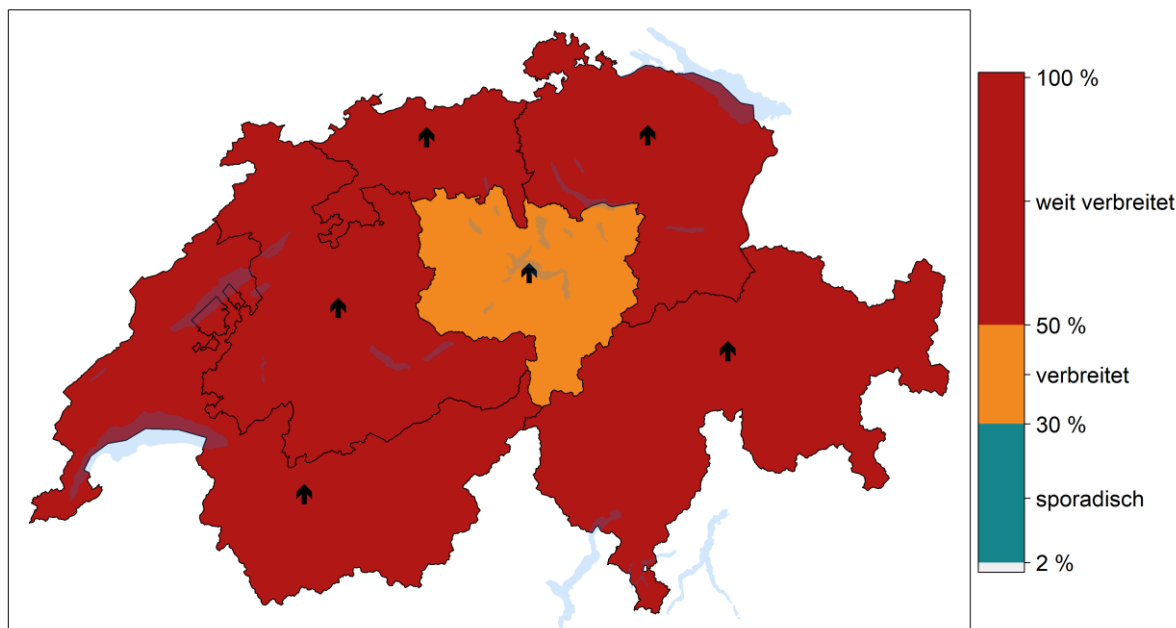 100 %
weit verbreitet
50 %
verbreitet
30 %
sporadisch
2 %